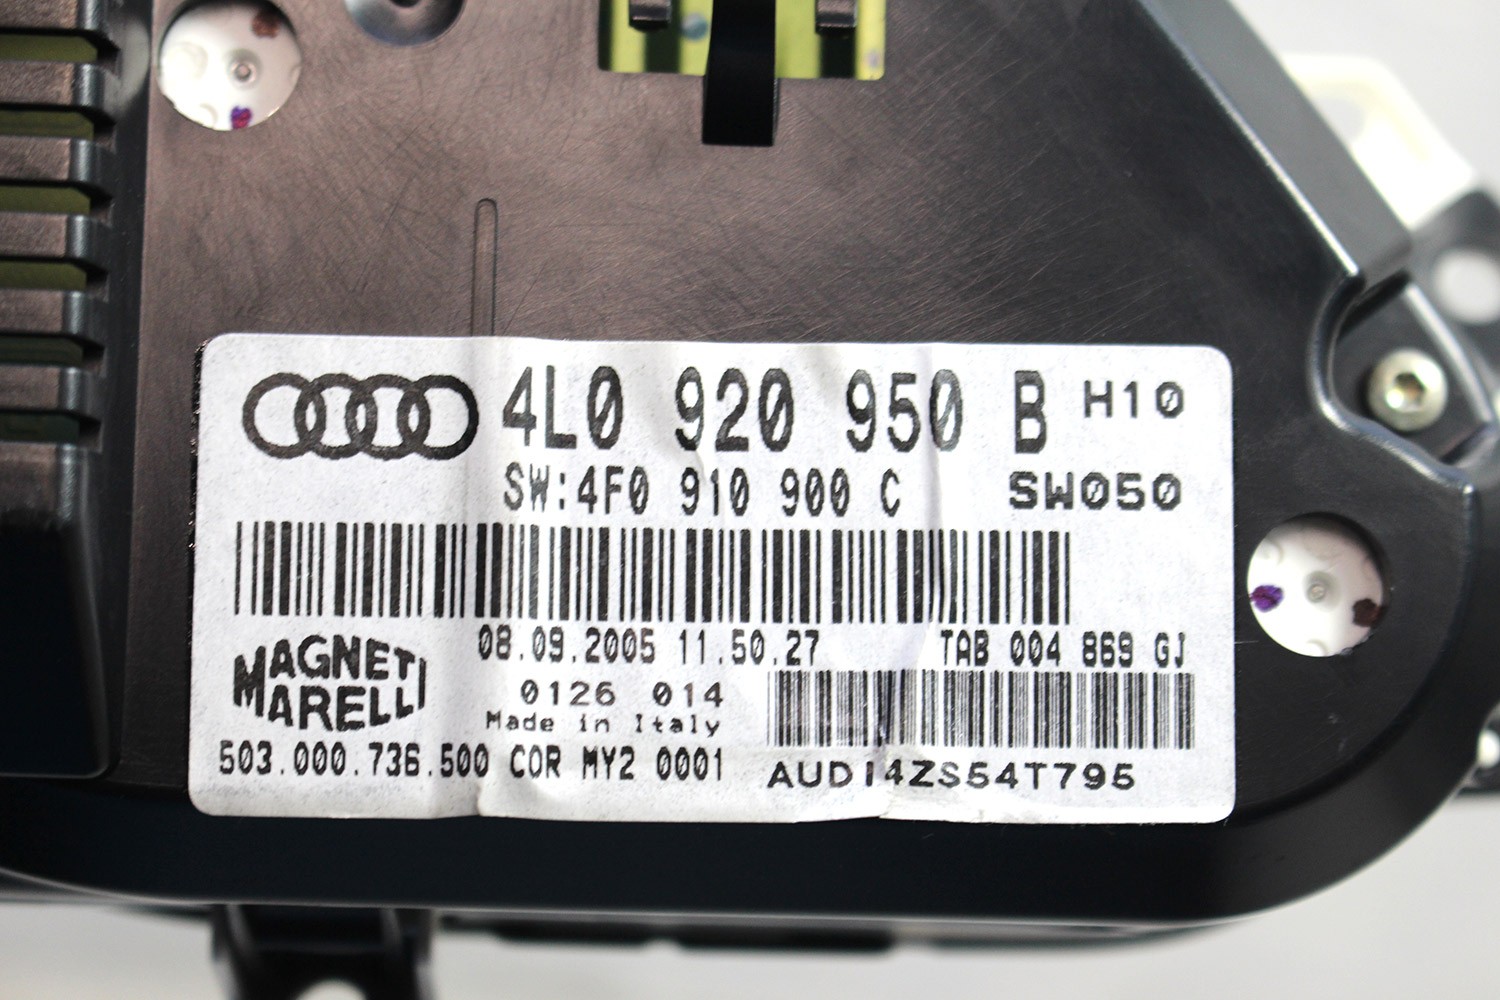 4L0 920 950 B H10
SW:4F0 910 900 C SW050
08.09.2005 11.50.27 TAB 004 869 GJ
MAGNETI
MARELLI
0126 014
Made in Italy
503.000.736.500 COR MY2 0001
AUDI4ZS54T795